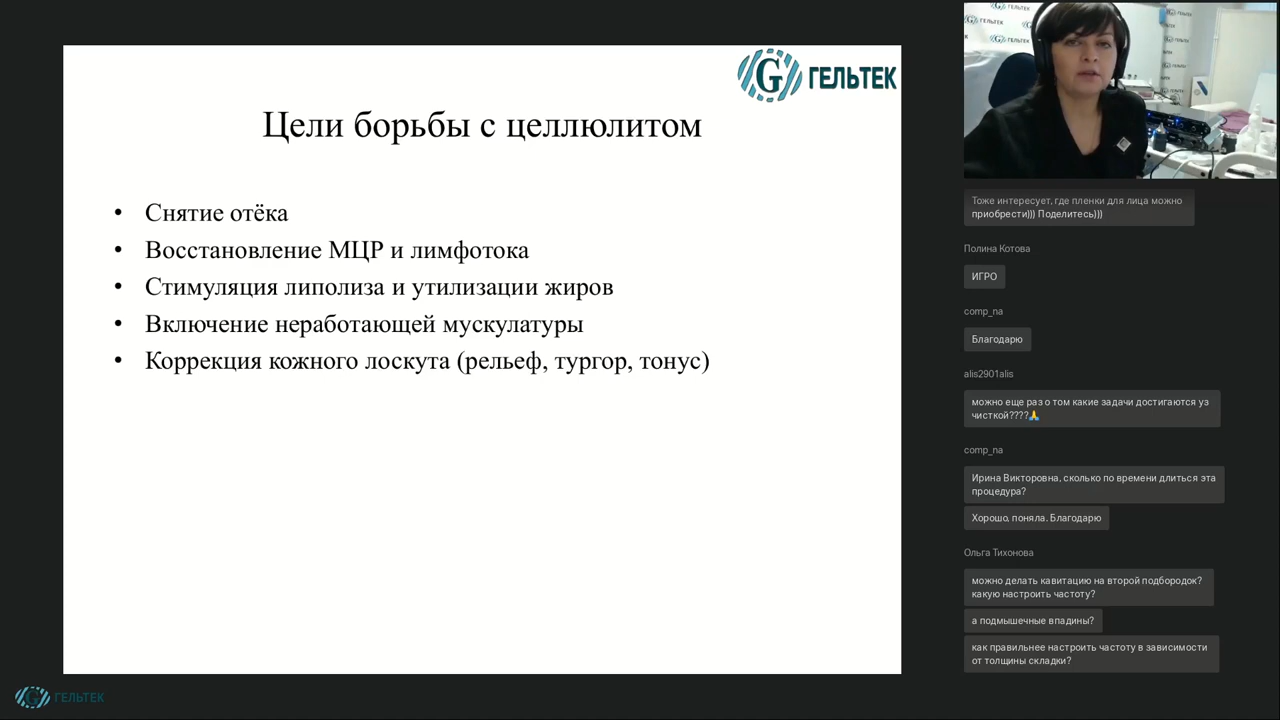 ГЕЛЬТЕК
Цели борьбы с целлюлитом
• Снятие отёка
• Восстановление МЦР и лимфотока
• Стимуляция липолиза и утилизации жиров
• Включение неработающей мускулатуры
• Коррекция кожного лоскута (рельеф, тургор, тонус)
ГЕЛЬТЕК
ГЕЛЬТЕК
ГЕЛЬТЕК
ГЕЛЬТЕК
Тоже интересует, где пленки для лица можно
приобрести))) Поделитесь)))
Полина Котова
ИГРО
comp_na
Благодарю
alis2901alis
можно еще раз о том какие задачи достигаются уз
чисткой????🙏
comp_na
Ирина Викторовна, сколько по времени длиться эта
процедура?
Хорошо, поняла. Благодарю
Ольга Тихонова
можно делать кавитацию на второй подбородок?
какую настроить частоту?
а подмышечные впадины?
как правильнее настроить частоту в зависимости
от толщины складки?
ГЕЛЬТЕК